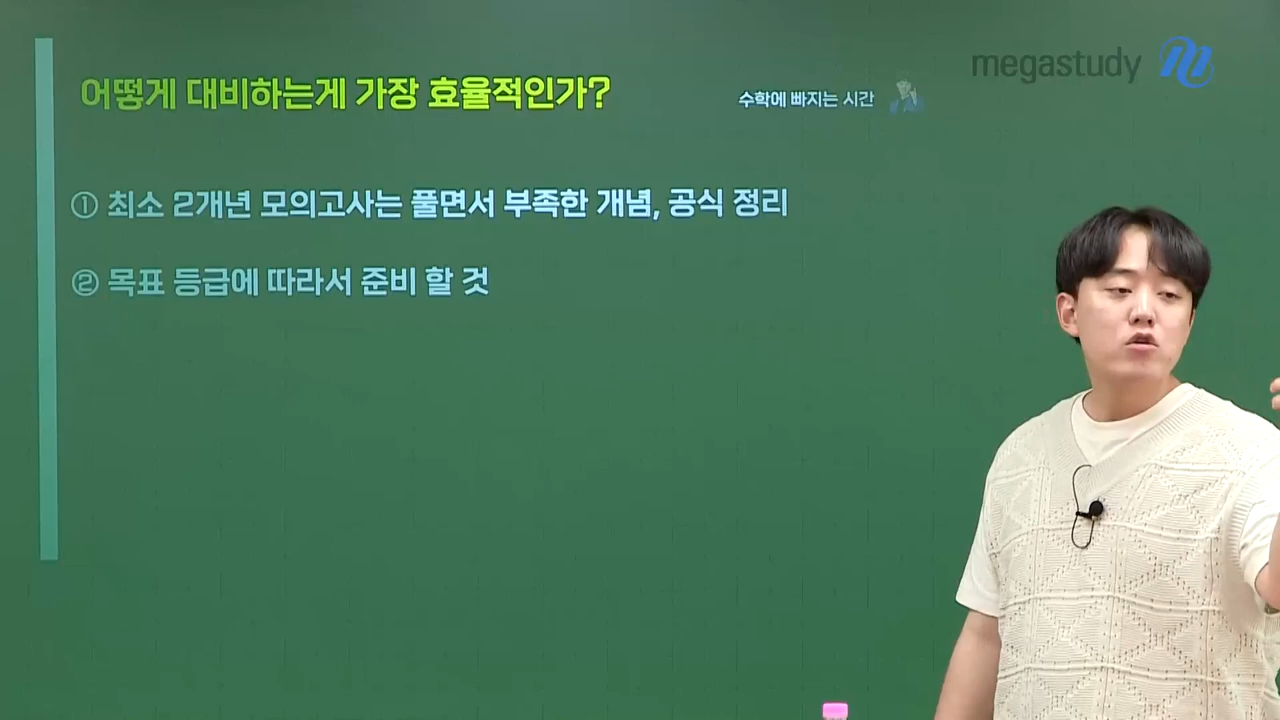 megastudy
어떻게 대비하는게 가장 효율적인가?
수학에 빠지는 시간
① 최소 2개년 모의고사는 풀면서 부족한 개념, 공식 정리
② 목표 등급에 따라서 준비 할 것